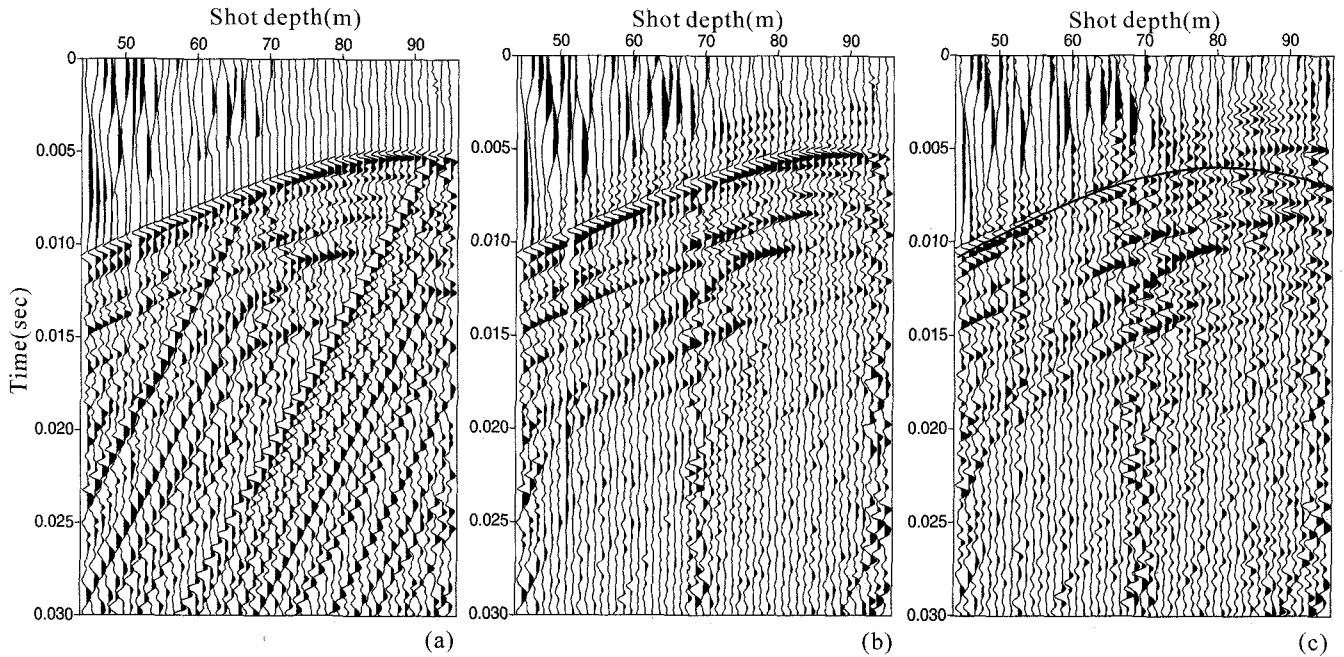 Shot depth(m) Shot depth(m) Shot depth(m)
50 60 70 80 90 50 60 70 80 90 50 60 70 80 90
0 0 0
0.005 0.005 0.005
0.010 0.010 0.010
0.015 0.015 0.015
0.020 0.020 0.020
0.025 0.025 0.025
0.030 0.030 0.030
Time(sec)
(a) (b) (c)